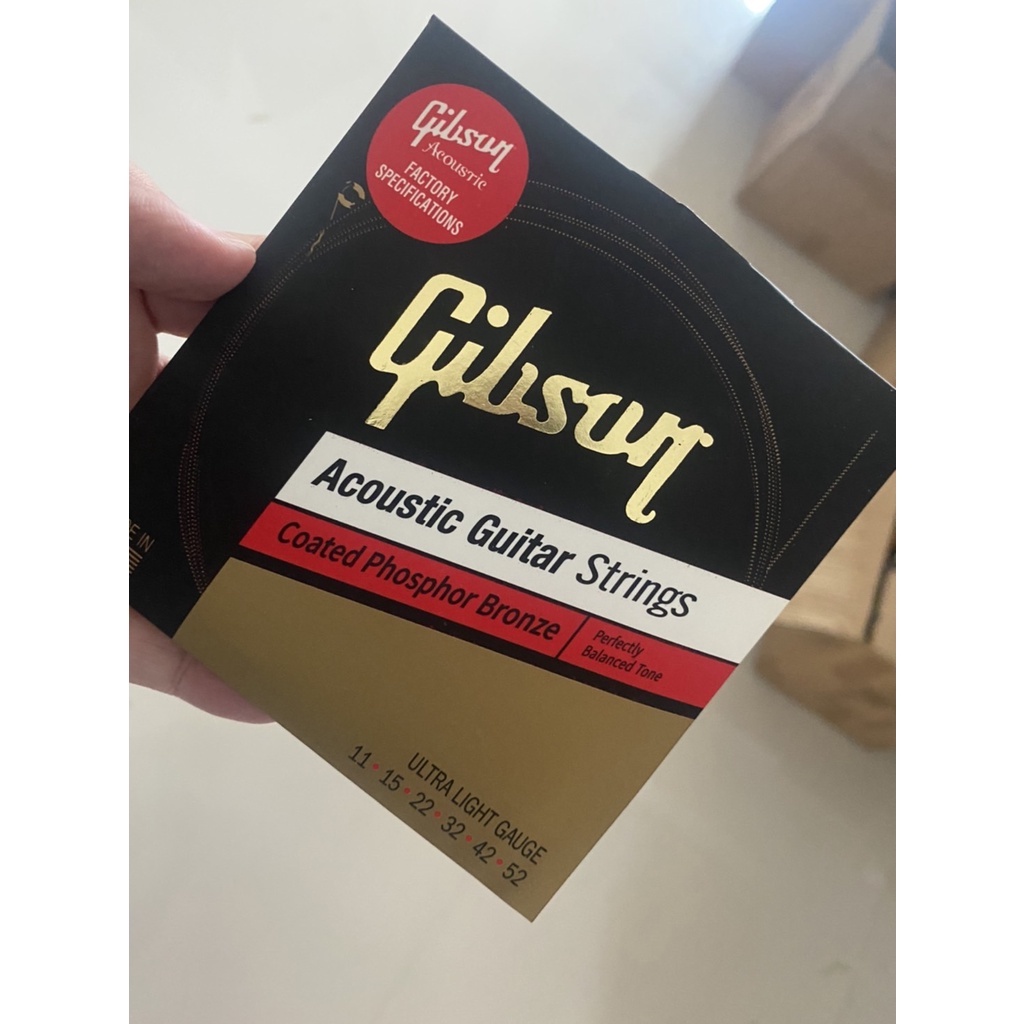 Gibson
Acoustic
FACTORY
SPECIFICATIONS
Gibson
Acoustic Guitar Strings
Coated Phosphor Bronze
Perfectly
Balanced Tone
IN
ULTRA LIGHT GAUGE
11•15•22•32•42•52